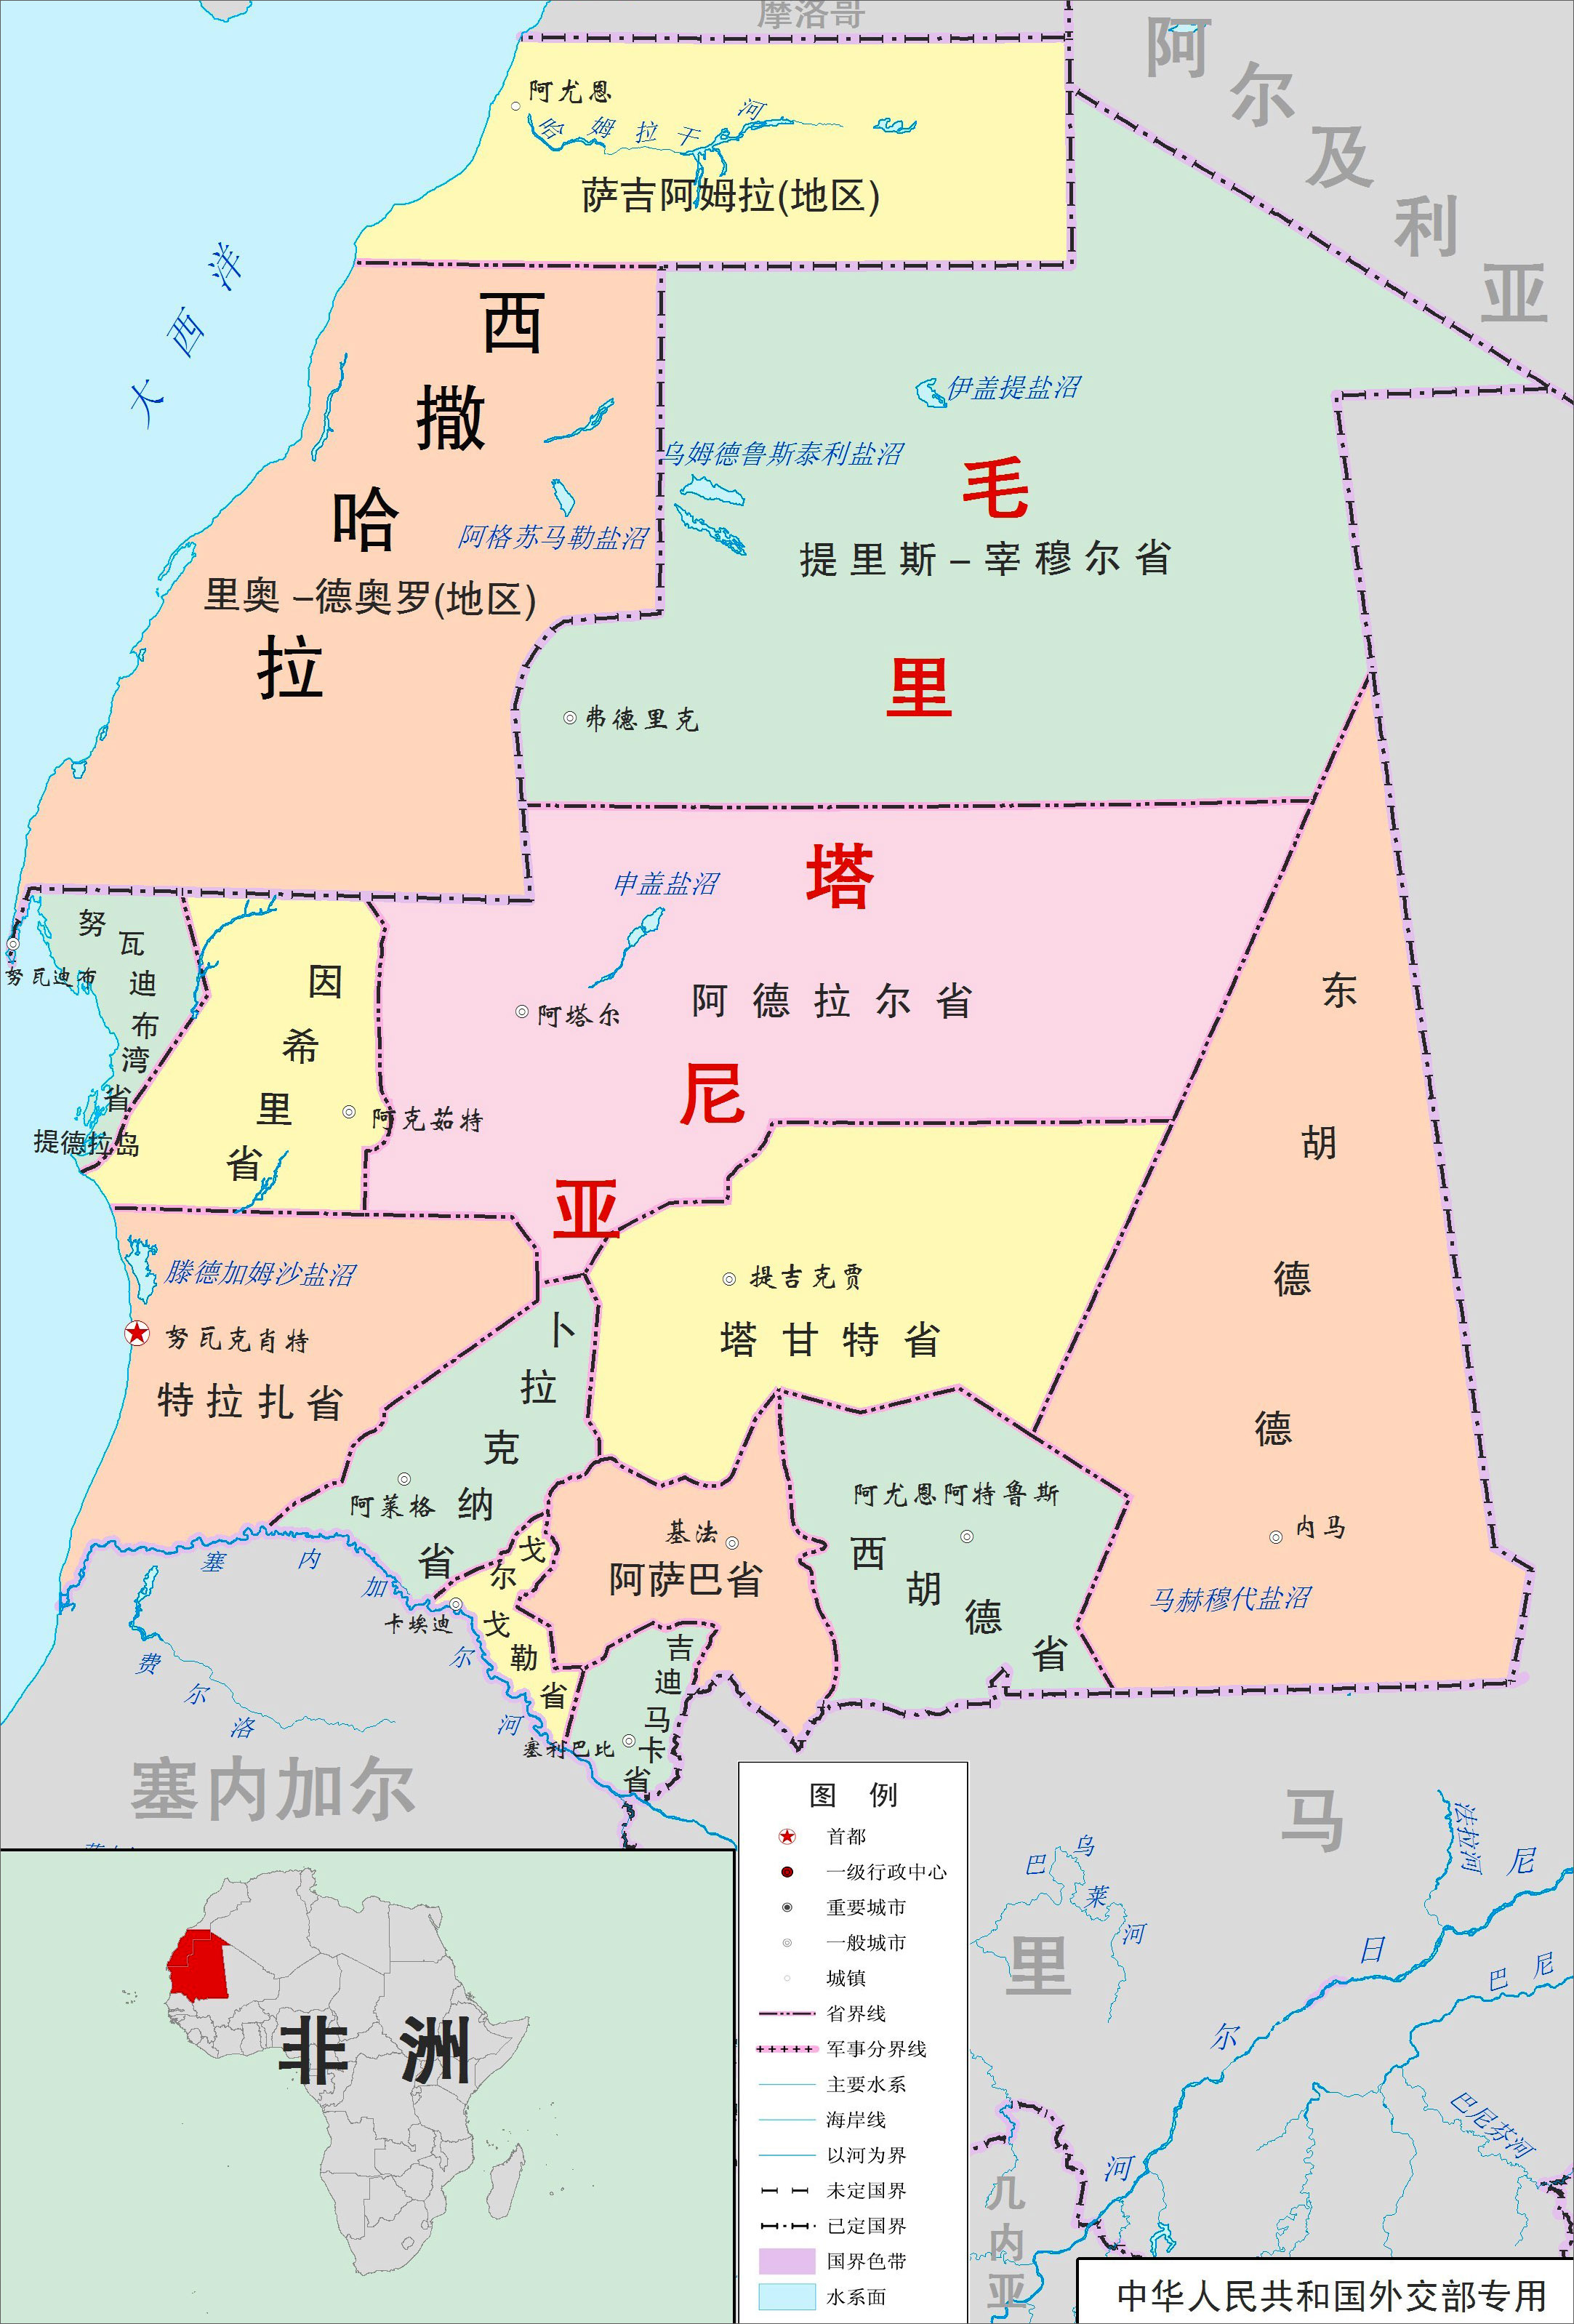 摩洛哥
阿尔及利亚
阿尤恩
哈姆拉干河
萨吉阿姆拉(地区)
大西洋
西撒哈拉
伊盖提盐沼
乌姆德鲁斯泰利盐沼
毛里塔尼亚
阿格苏马勒盐沼
提里斯-宰穆尔省
里奥-德奥罗(地区)
弗德里克
申盖盐沼
努瓦迪布湾省
努瓦迪布
因希里省
阿塔尔
阿德拉尔省
东胡德德
阿克茹特
提德拉岛
滕德加姆沙盐沼
提吉克贾
塔甘特省
努瓦克肖特
特拉扎省
卜拉克纳省
阿莱格
阿尤恩阿特鲁斯
西胡德省
基法
阿萨巴省
内马
马赫穆代盐沼
戈尔戈勒省
卡埃迪
塞内加尔河
吉迪马卡省
塞利巴比
费尔洛
塞内加尔
马里
法拉河
尼日尔河
巴乌莱河
巴尼
巴尼芬河
几内亚
非洲
图例
首都
一级行政中心
重要城市
一般城市
城镇
省界线
军事分界线
主要水系
海岸线
以河为界
未定国界
已定国界
国界色带
水系面
中华人民共和国外交部专用